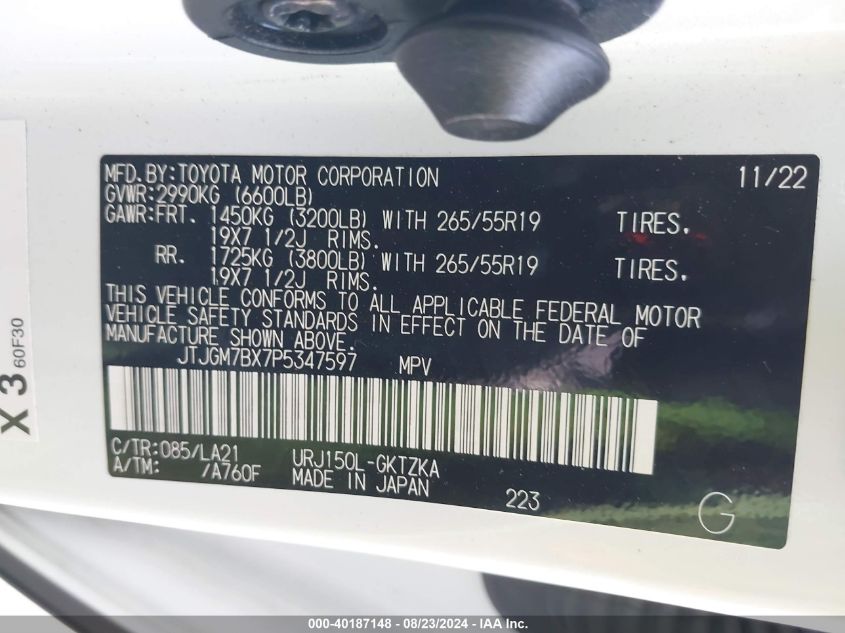 MFD.BY:TOYOTA MOTOR CORPORATION 11/22
GVWR:2990KG (6600LB)
GAWR:FRT. 1450KG (3200LB) WITH 265/55R19 TIRES.
19X7 1/2J RIMS.
RR. 1725KG (3800LB) WITH 265/55R19 TIRES.
19X7 1/2J RIMS.
THIS VEHICLE CONFORMS TO ALL APPLICABLE FEDERAL MOTOR
VEHICLE SAFETY STANDARDS IN EFFECT ON THE DATE OF
MANUFACTURE SHOWN ABOVE.
JTJGM7BX7P5347597 MPV
C/TR:085/LA21 URJ150L-GKTZKA
A/TM: /A760F MADE IN JAPAN 223
G
X 3 60F30
000-40187148 - 08/23/2024 - IAA Inc.